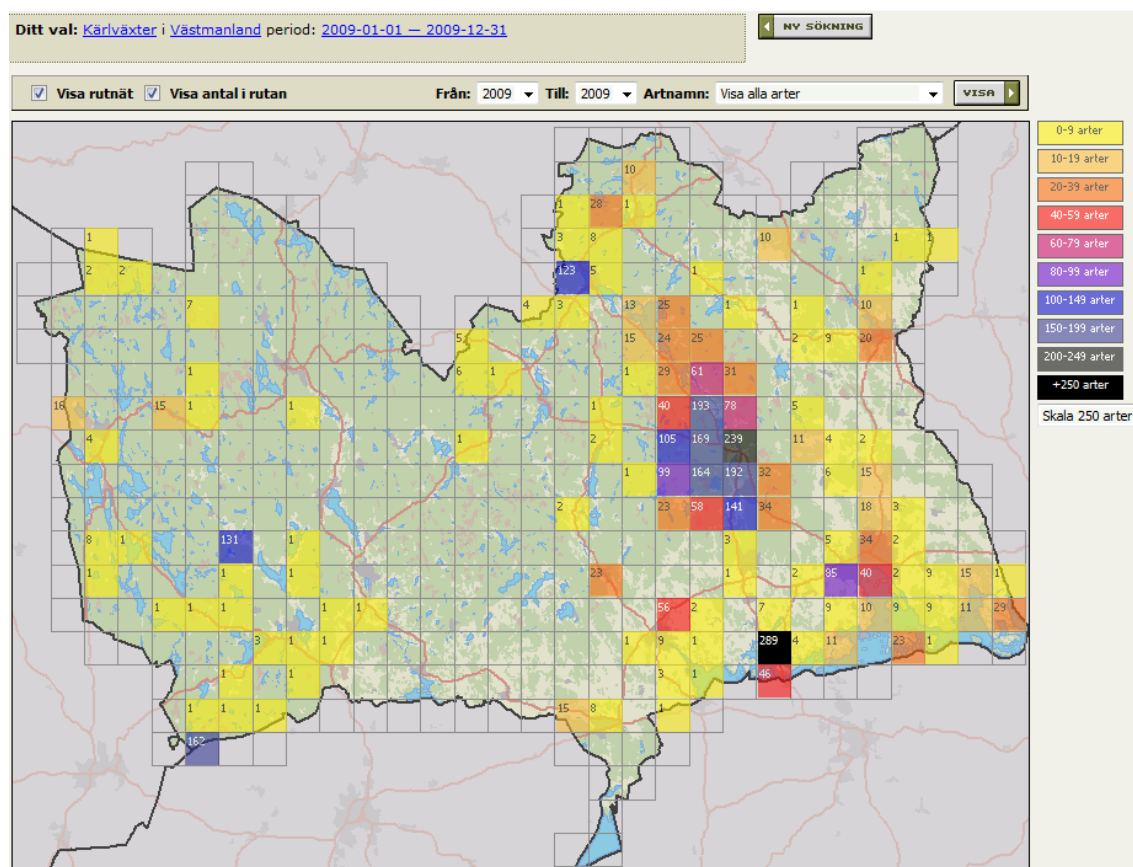 Ditt val: Kärlväxter i Västmanland period: 2009-01-01 — 2009-12-31
NY SÖKNING
Visa rutnät Visa antal i rutan Från: 2009 Till: 2009 Artnamn: Visa alla arter VISA
0-9 arter
10-19 arter
20-39 arter
40-59 arter
60-79 arter
80-99 arter
100-149 arter
150-199 arter
200-249 arter
+250 arter
Skala 250 arter
10
1 28 1
1 3 8 10 1 1
2 2 123 5 1 1
7 4 3 13 25 1 1 10
5 15 24 25 2 9 20
1 6 1 1 29 61 31
16 15 1 1 1 40 193 78 5
4 1 2 105 169 239 11 4 2
1 99 164 192 32 6 15
2 23 58 141 34 18 3
8 1 131 1 3 5 34 2
1 1 1 23 1 2 85 40 2 9 15 1
1 1 1 1 1 56 2 7 9 10 9 9 11 29
3 1 1 1 9 1 289 4 11 23 1
1 1 3 1 46
1 1 1 15 8 1
162